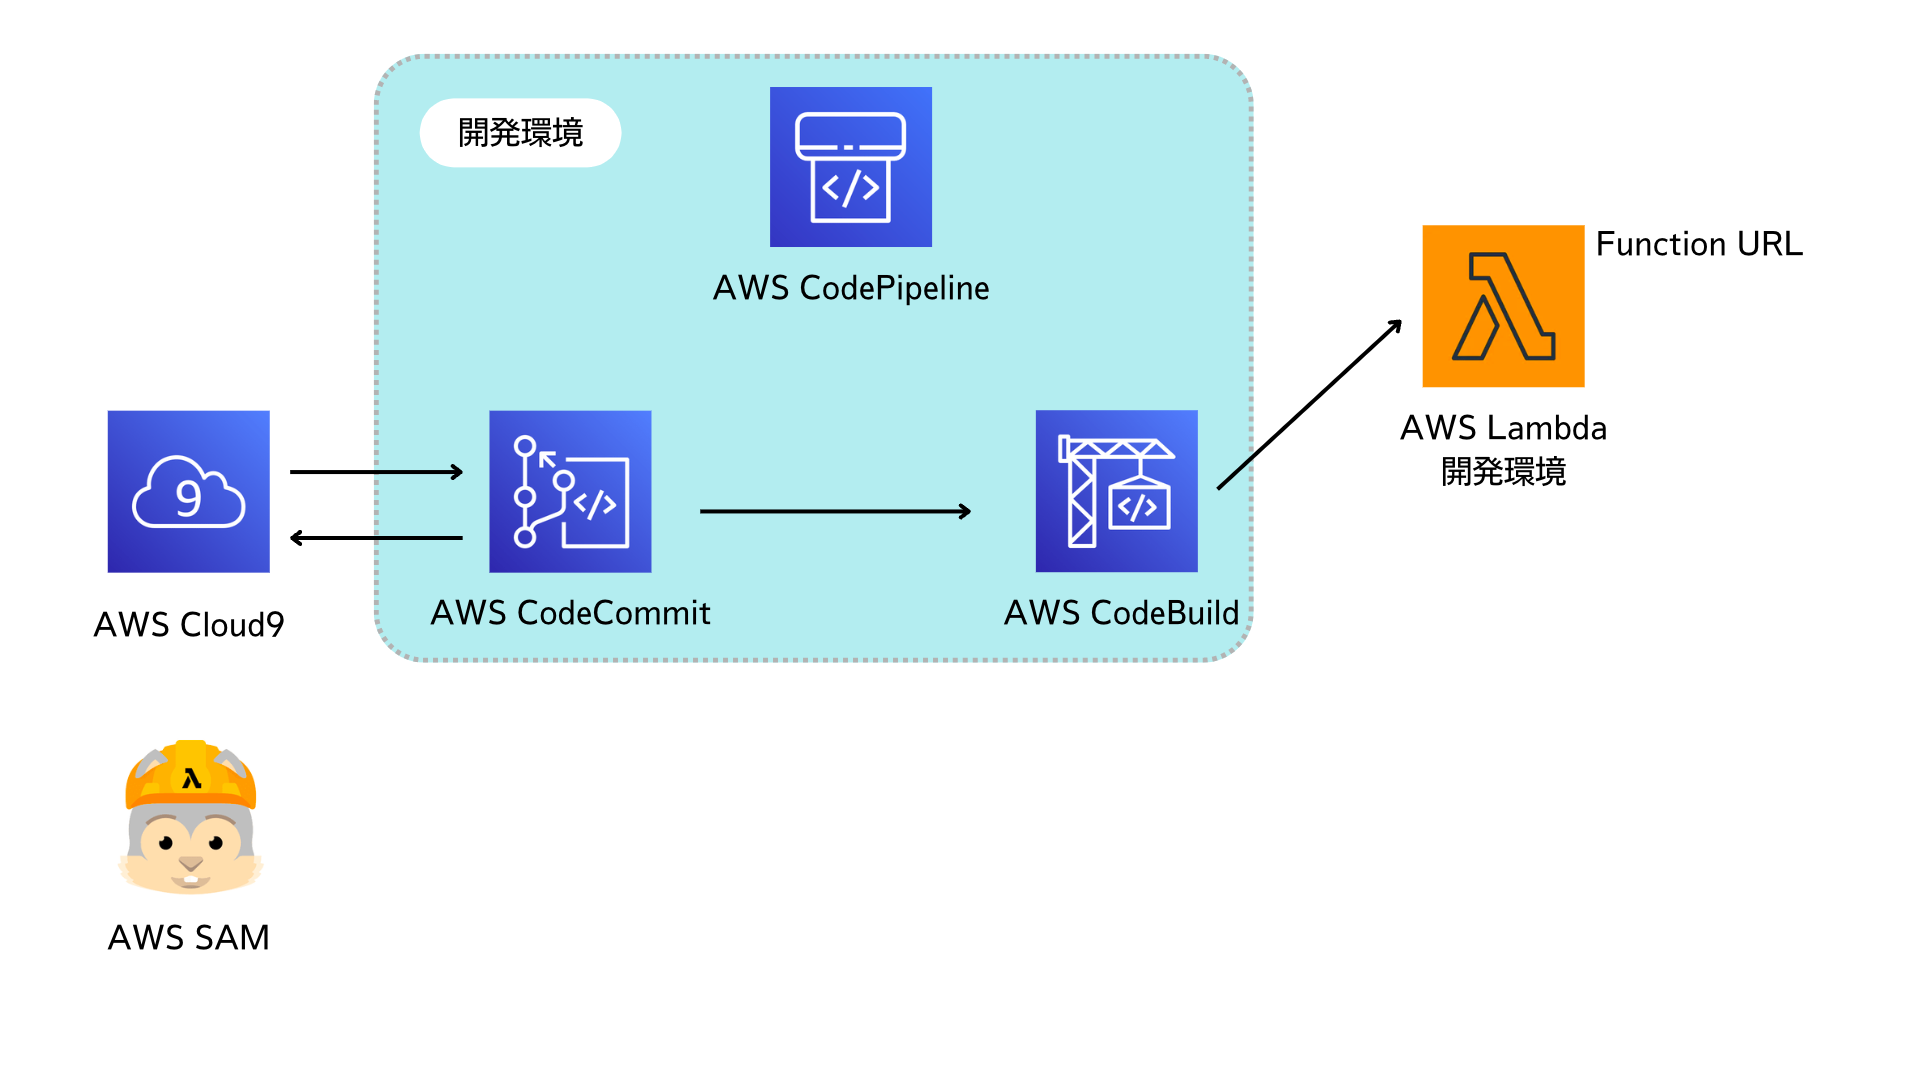 開発環境
AWS CodePipeline
Function URL
AWS Lambda
開発環境
9
AWS Cloud9
AWS CodeCommit
AWS CodeBuild
AWS SAM